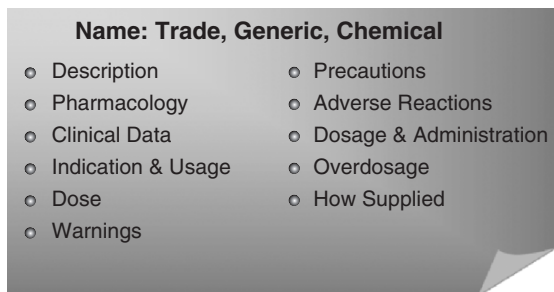 Name: Trade, Generic, Chemical
Description
Pharmacology
Clinical Data
Indication & Usage
Dose
Warnings
Precautions
Adverse Reactions
Dosage & Administration
Overdosage
How Supplied